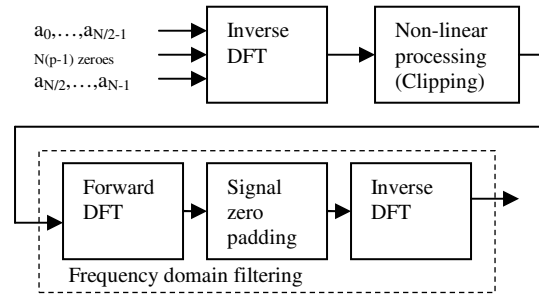 a0,…,aN/2-1
N(p-1) zeroes
aN/2,…,aN-1
Inverse
DFT
Non-linear
processing
(Clipping)
Forward
DFT
Signal
zero
padding
Inverse
DFT
Frequency domain filtering